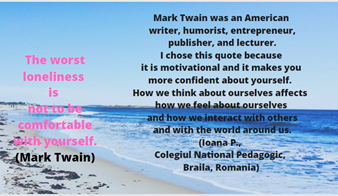 The worst
loneliness
is
not to be
comfortable
with yourself.
(Mark Twain)
Mark Twain was an American
writer, humorist, entrepreneur,
publisher, and lecturer.
I chose this quote because
it is motivational and it makes you
more confident about yourself.
How we think about ourselves affects
how we feel about ourselves
and how we interact with others
and with the world around us.
(Ioana P.,
Colegiul National Pedagogic,
Braila, Romania)